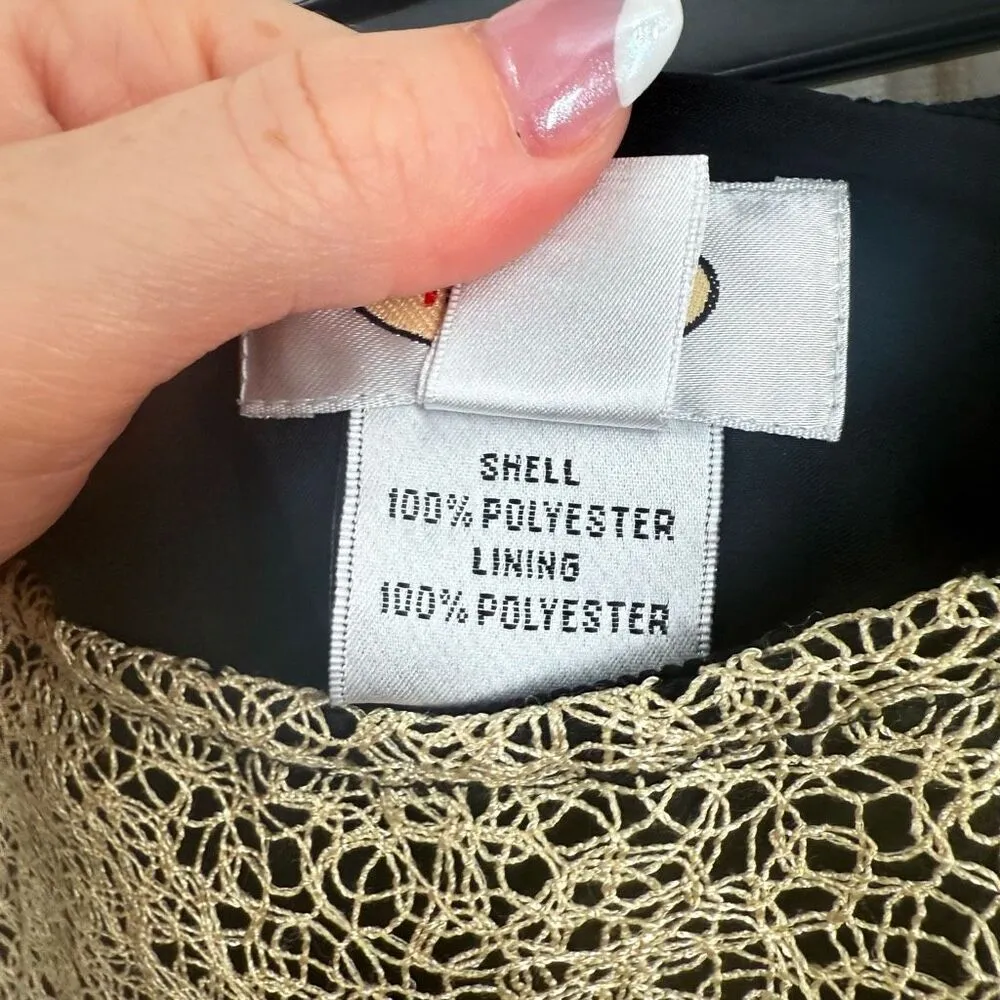 SHELL
100% POLYESTER
LINING
100% POLYESTER